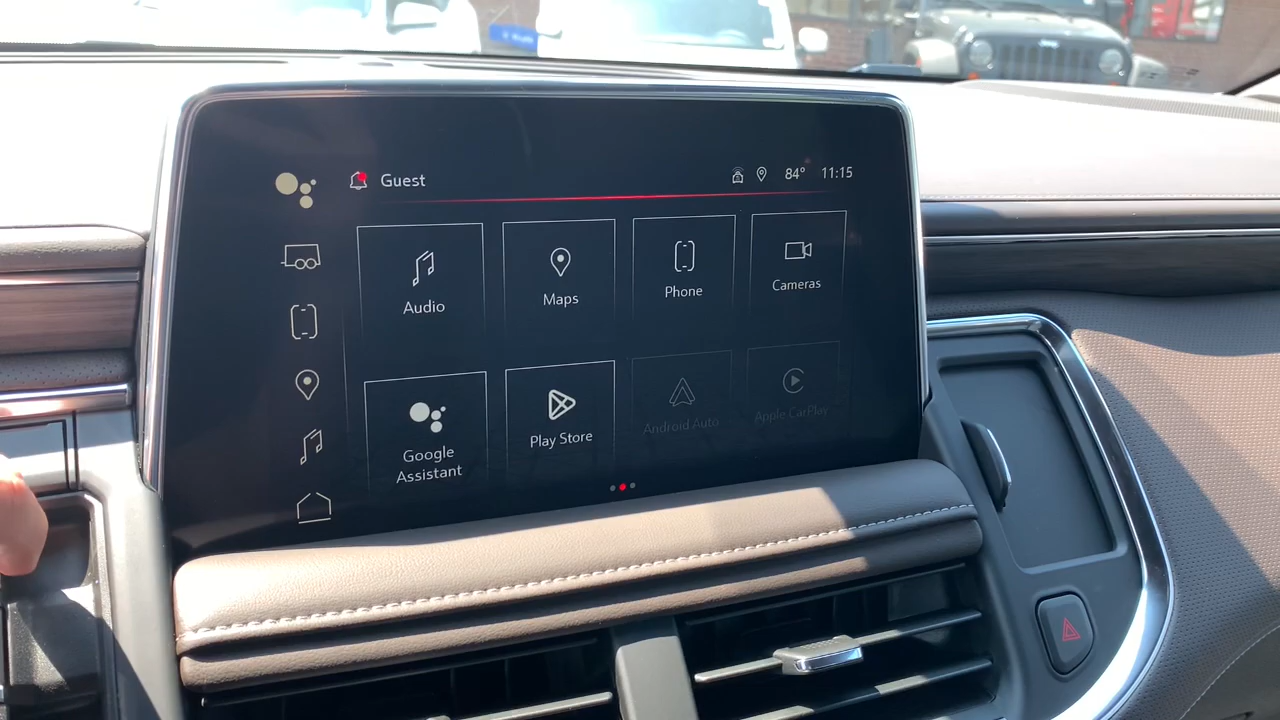 Guest
84° 11:15
Audio
Maps
Phone
Cameras
Google
Assistant
Play Store
Android Auto
Apple CarPlay